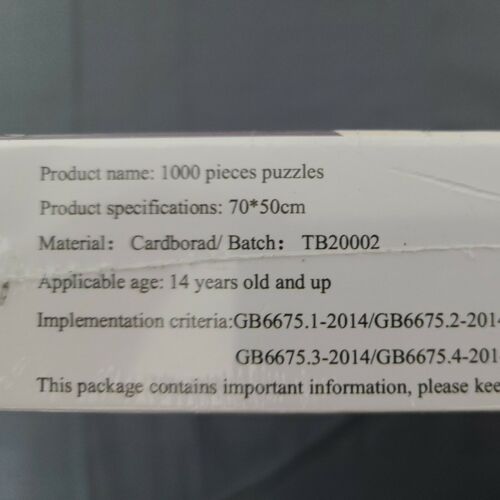 Product name: 1000 pieces puzzles
Product specifications: 70*50cm
Material: Cardborad/ Batch: TB20002
Applicable age: 14 years old and up
Implementation criteria:GB6675.1-2014/GB6675.2-2014
GB6675.3-2014/GB6675.4-201
This package contains important information, please kee